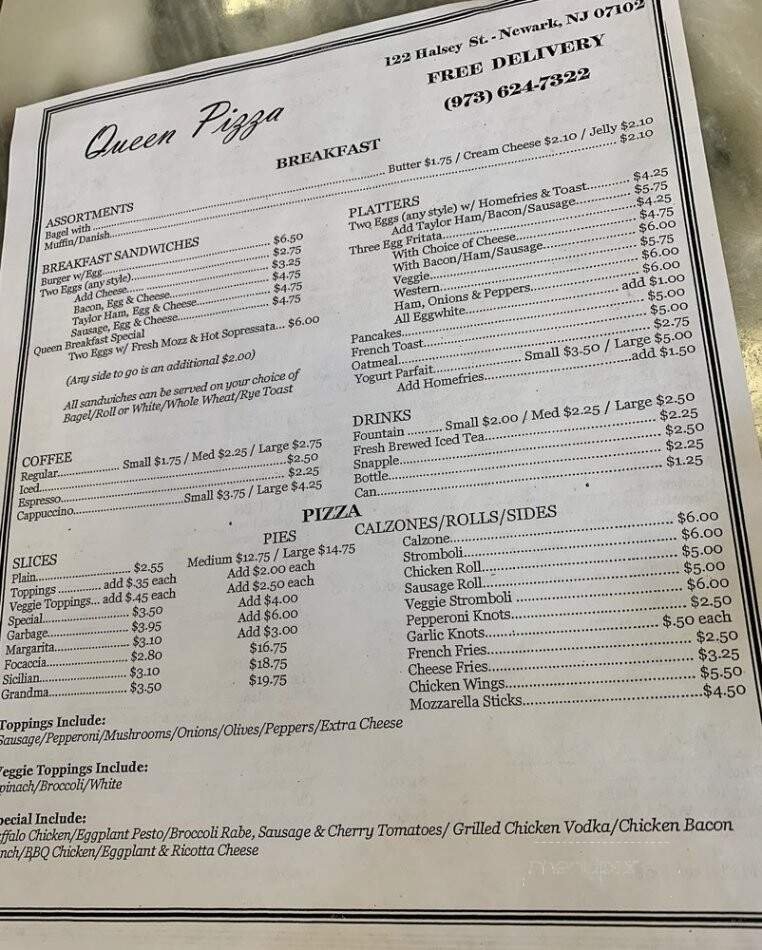 122 Halsey St. - Newark, NJ 07102
FREE DELIVERY
(973) 624-7322
Queen Pizza
BREAKFAST
ASSORTMENTS
Bagel with ........ Butter $1.75 / Cream Cheese $2.10 / Jelly $2.10
Muffin/Danish........ $2.10
BREAKFAST SANDWICHES
Burger w/Egg........ $6.50
Two Eggs (any style)........ $2.75
Add Cheese........ $3.25
Bacon, Egg & Cheese........ $4.75
Taylor Ham, Egg & Cheese........ $4.75
Sausage, Egg & Cheese........ $4.75
Queen Breakfast Special
Two Eggs w/ Fresh Mozz & Hot Sopressata... $6.00
(Any side to go is an additional $2.00)
All sandwiches can be served on your choice of
Bagel/Roll or White/Whole Wheat/Rye Toast
PLATTERS
Two Eggs (any style) w/ Homefries & Toast........ $4.25
Add Taylor Ham/Bacon/Sausage........ $5.75
Three Egg Fritata........ $4.25
With Choice of Cheese........ $4.75
With Bacon/Ham/Sausage........ $6.00
Veggie........ $5.75
Western........ $6.00
Ham, Onions & Peppers........ $6.00
All Eggwhite........ add $1.00
Pancakes........ $5.00
French Toast........ $5.00
Oatmeal........ $2.75
Yogurt Parfait........ Small $3.50 / Large $5.00
Add Homefries........ add $1.50
COFFEE
Regular........ Small $1.75 / Med $2.25 / Large $2.75
Iced........ $2.50
Espresso........ $2.25
Cappuccino........ Small $3.75 / Large $4.25
DRINKS
Fountain ........ Small $2.00 / Med $2.25 / Large $2.50
Fresh Brewed Iced Tea........ $2.25
Snapple........ $2.50
Bottle........ $2.25
Can........ $1.25
PIZZA
SLICES PIES
Plain........ $2.55 Medium $12.75 / Large $14.75
Toppings ........ add $.35 each Add $2.00 each
Veggie Toppings... add $.45 each Add $2.50 each
Special........ $3.50 Add $4.00
Garbage........ $3.95 Add $6.00
Margarita........ $3.10 Add $3.00
Focaccia........ $2.80 $16.75
Sicilian........ $3.10 $18.75
Grandma........ $3.50 $19.75
CALZONES/ROLLS/SIDES
Calzone........ $6.00
Stromboli........ $6.00
Chicken Roll........ $5.00
Sausage Roll........ $5.00
Veggie Stromboli ........ $6.00
Pepperoni Knots........ $2.50
Garlic Knots........ $.50 each
French Fries........ $2.50
Cheese Fries........ $3.25
Chicken Wings........ $5.50
Mozzarella Sticks........ $4.50
Toppings Include:
Sausage/Pepperoni/Mushrooms/Onions/Olives/Peppers/Extra Cheese
Veggie Toppings Include:
pinach/Broccoli/White
pecial Include:
ffalo Chicken/Eggplant Pesto/Broccoli Rabe, Sausage & Cherry Tomatoes/ Grilled Chicken Vodka/Chicken Bacon
nch/BBQ Chicken/Eggplant & Ricotta Cheese
menupix